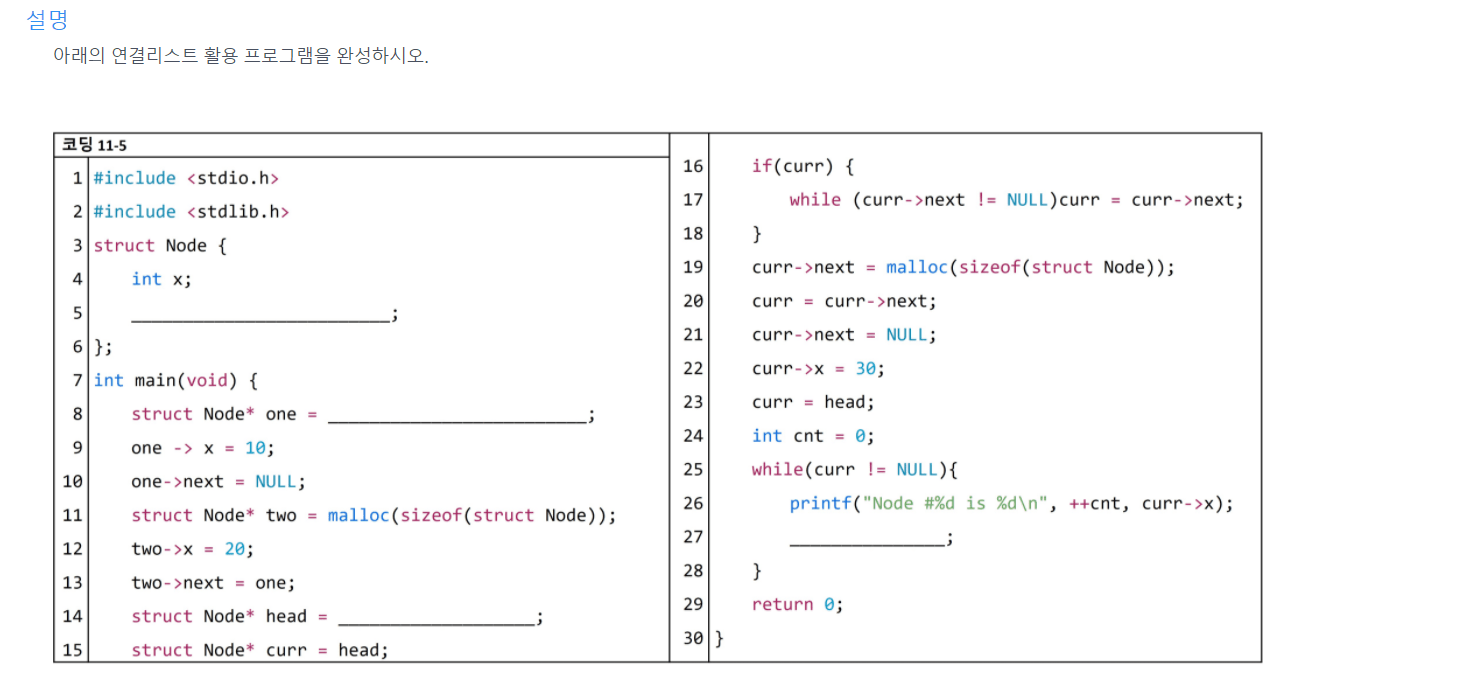 설명
아래의 연결리스트 활용 프로그램을 완성하시오.
코딩 11-5
1 #include <stdio.h>
2 #include <stdlib.h>
3 struct Node {
4 int x;
5 _________________________;
6 };
7 int main(void) {
8 struct Node* one = _________________________;
9 one -> x = 10;
10 one->next = NULL;
11 struct Node* two = malloc(sizeof(struct Node));
12 two->x = 20;
13 two->next = one;
14 struct Node* head = ___________________;
15 struct Node* curr = head;
16 if(curr) {
17 while (curr->next != NULL)curr = curr->next;
18 }
19 curr->next = malloc(sizeof(struct Node));
20 curr = curr->next;
21 curr->next = NULL;
22 curr->x = 30;
23 curr = head;
24 int cnt = 0;
25 while(curr != NULL){
26 printf("Node #%d is %d\n", ++cnt, curr->x);
27 _______________;
28 }
29 return 0;
30 }